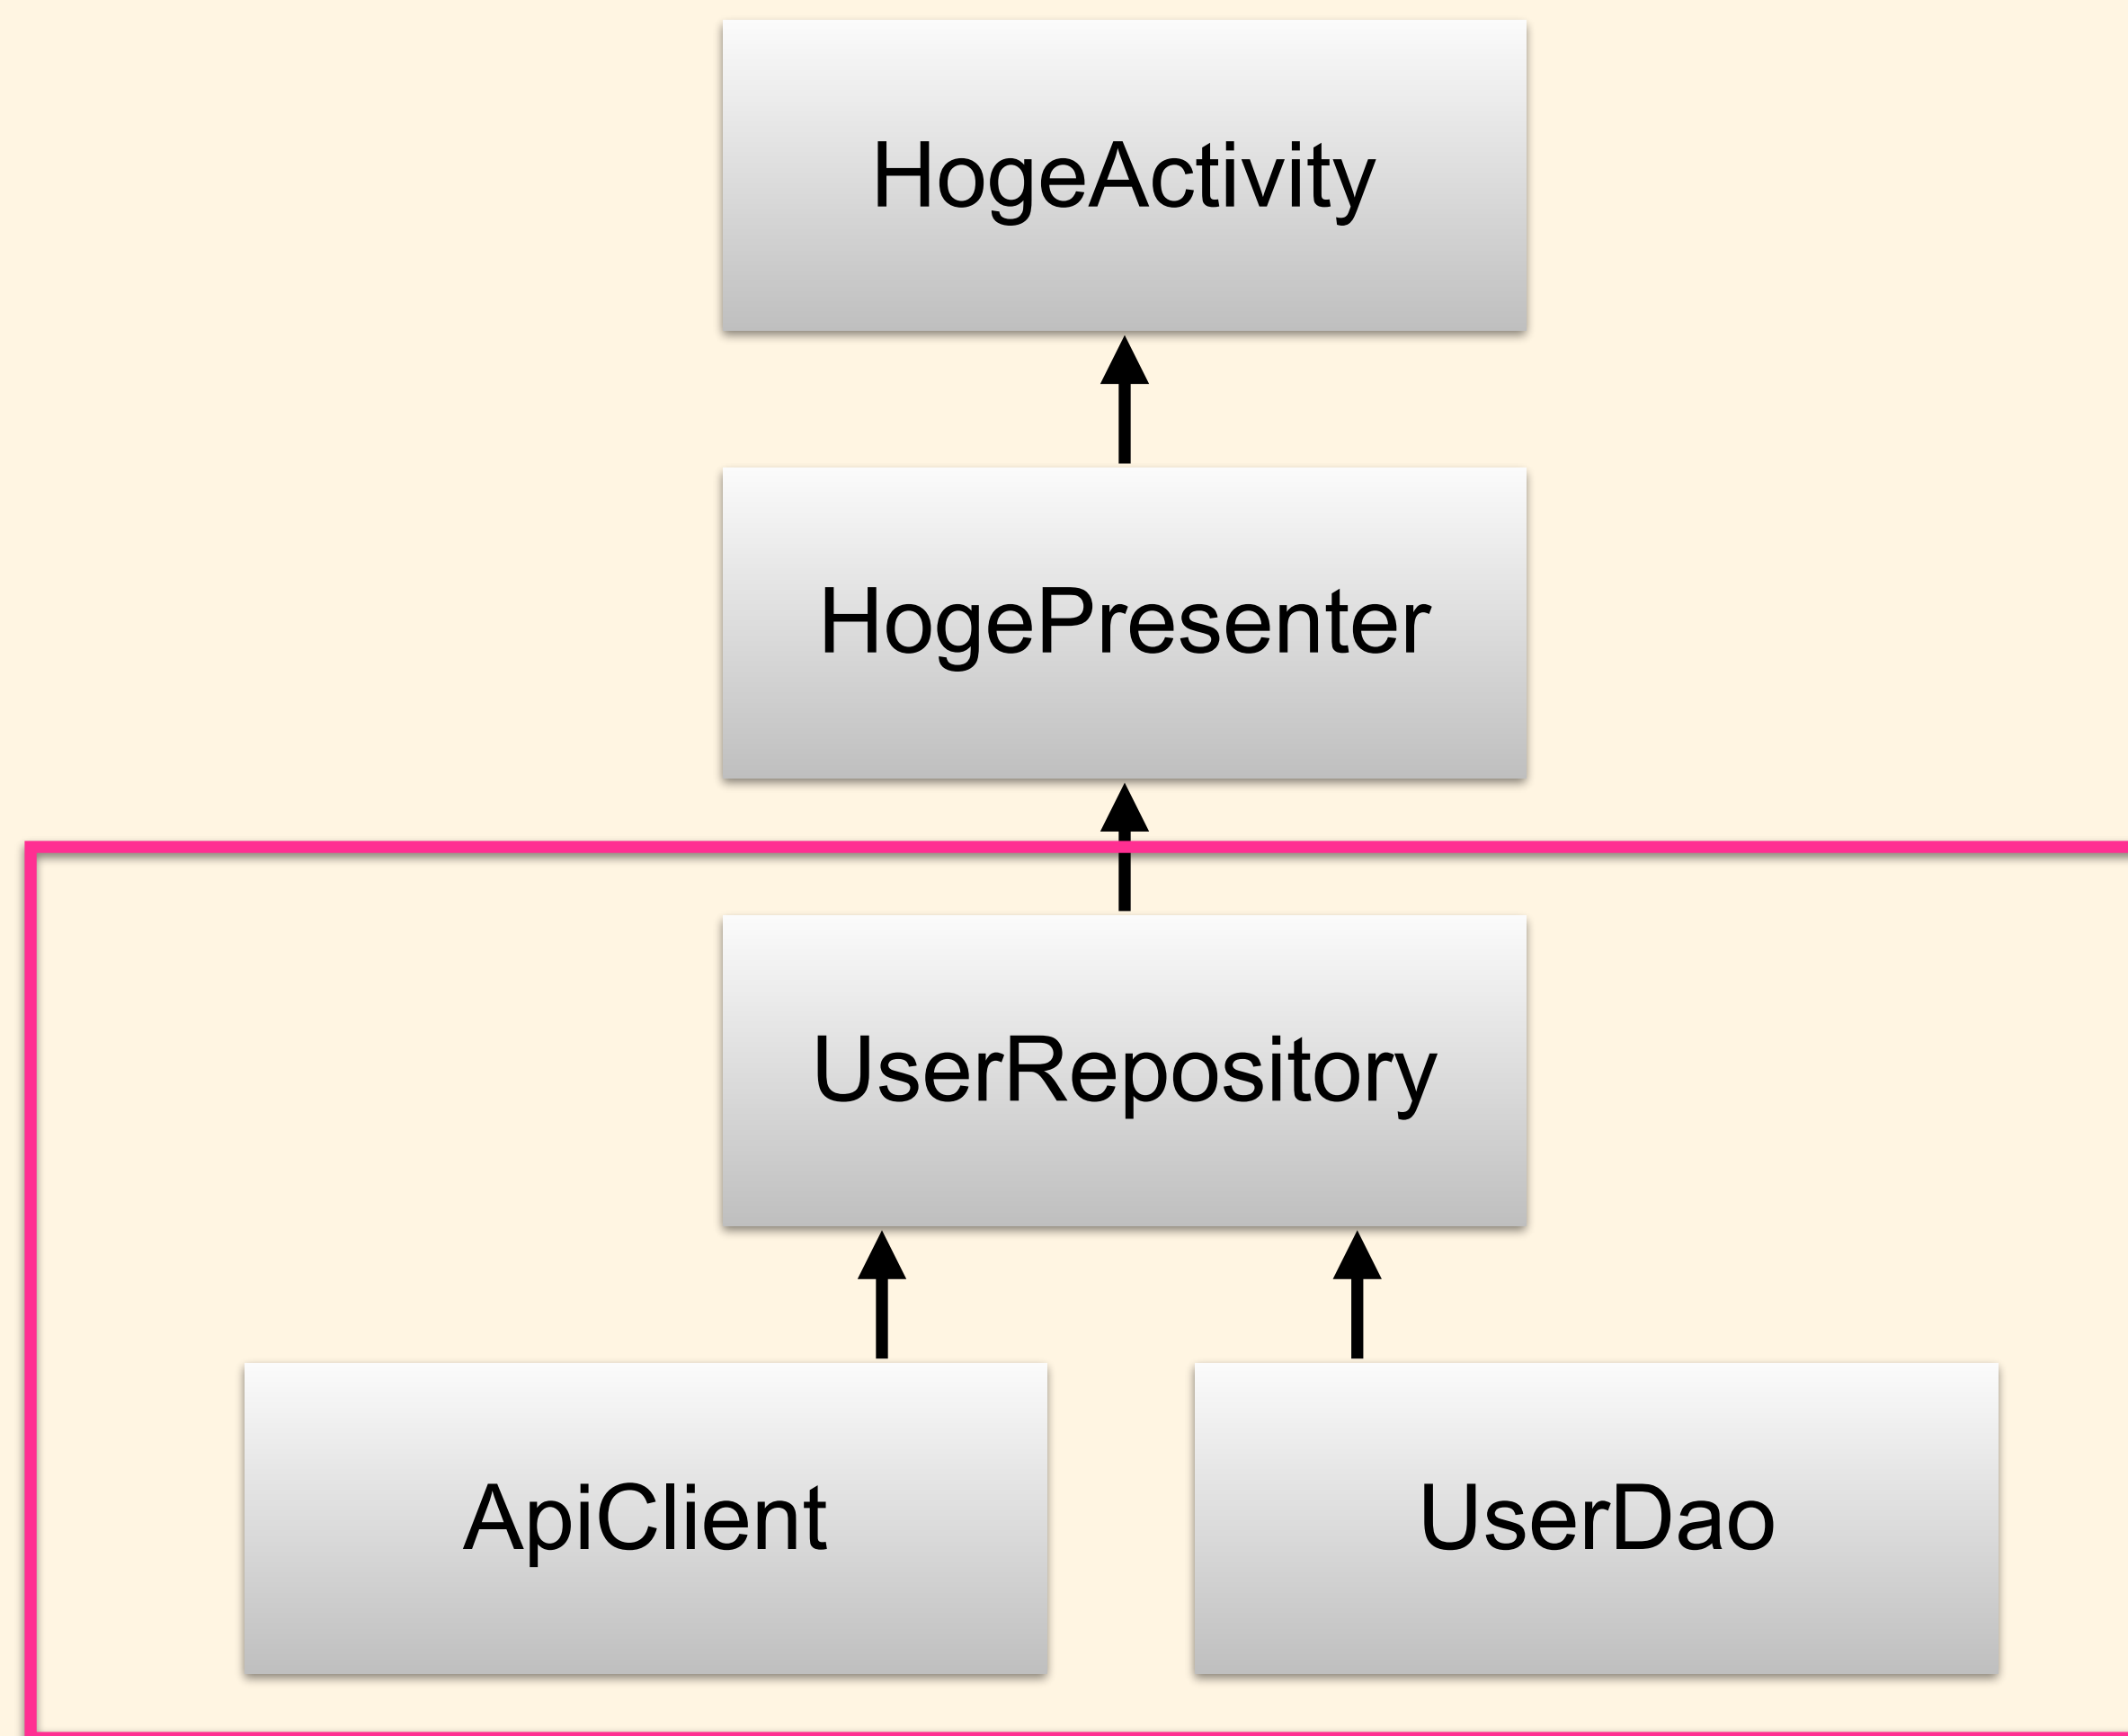 HogeActivity
HogePresenter
UserRepository
ApiClient
UserDao